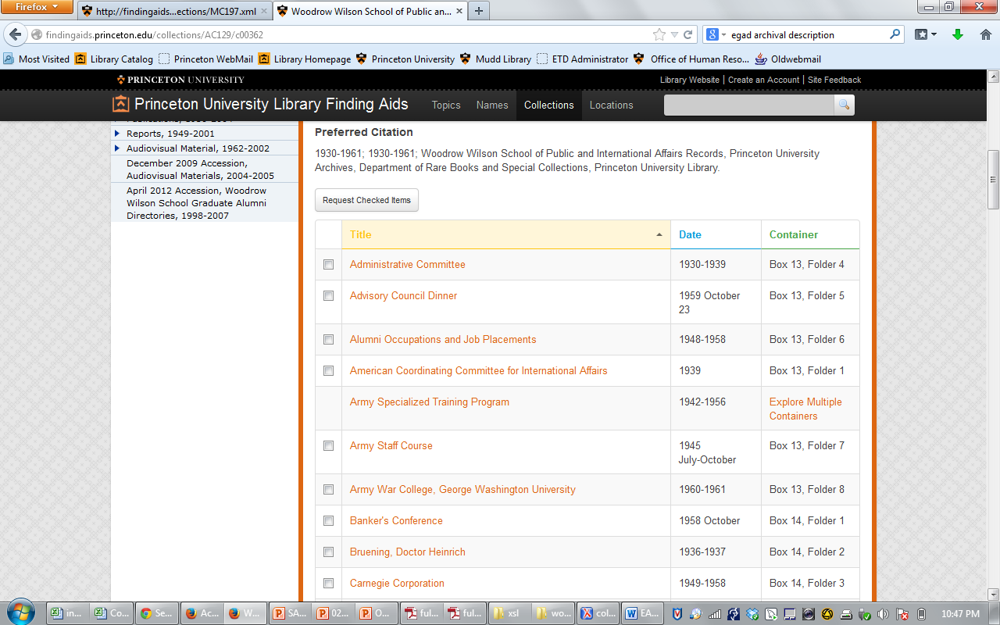 Firefox
http://findingaids...ections/MC197.xml
Woodrow Wilson School of Public an...
findingaids.princeton.edu/collections/AC129/c00362
egad archival description
Most Visited Library Catalog Princeton WebMail Library Homepage Princeton University Mudd Library ETD Administrator Office of Human Reso... Oldwebmail
PRINCETON UNIVERSITY
Library Website | Create an Account | Site Feedback
Princeton University Library Finding Aids
Topics Names Collections Locations
Reports, 1949-2001
Audiovisual Material, 1962-2002
December 2009 Accession,
Audiovisual Materials, 2004-2005
April 2012 Accession, Woodrow
Wilson School Graduate Alumni
Directories, 1998-2007
Preferred Citation
1930-1961; 1930-1961; Woodrow Wilson School of Public and International Affairs Records, Princeton University
Archives, Department of Rare Books and Special Collections, Princeton University Library.
Request Checked Items
Title Date Container
Administrative Committee 1930-1939 Box 13, Folder 4
Advisory Council Dinner 1959 October Box 13, Folder 5
23
Alumni Occupations and Job Placements 1948-1958 Box 13, Folder 6
American Coordinating Committee for International Affairs 1939 Box 13, Folder 1
Army Specialized Training Program 1942-1956 Explore Multiple
Containers
Army Staff Course 1945 Box 13, Folder 7
July-October
Army War College, George Washington University 1960-1961 Box 13, Folder 8
Banker's Conference 1958 October Box 14, Folder 1
Bruening, Doctor Heinrich 1936-1937 Box 14, Folder 2
Carnegie Corporation 1949-1958 Box 14, Folder 3
in... Co... Se... Ac... W... SA... 02... O... ful... ful... xsl wo... col... EA... 10:47 PM